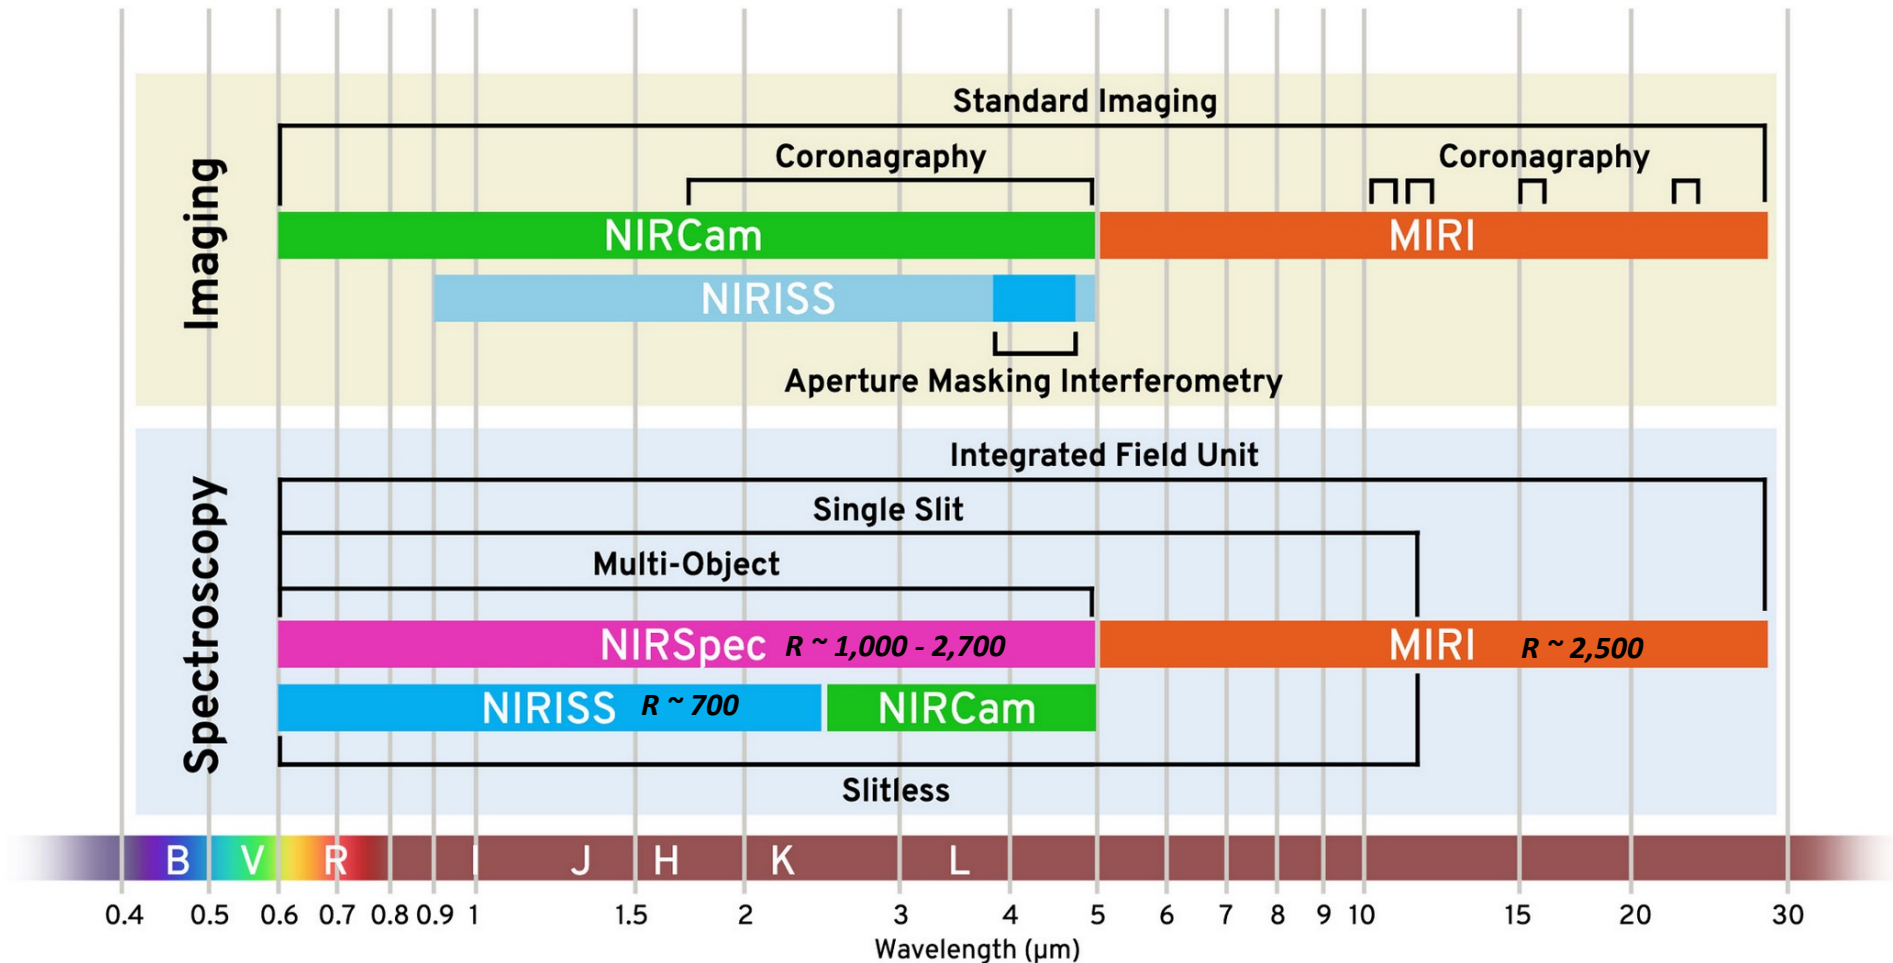 Imaging
Standard Imaging
Coronagraphy
Coronagraphy
NIRCam
MIRI
NIRISS
Aperture Masking Interferometry
Spectroscopy
Integrated Field Unit
Single Slit
Multi-Object
NIRSpec R ~ 1,000 - 2,700
MIRI R ~ 2,500
NIRISS R ~ 700
NIRCam
Slitless
B V R I J H K L
0.4 0.5 0.6 0.7 0.8 0.9 1 1.5 2 3 4 5 6 7 8 9 10 15 20 30
Wavelength (µm)